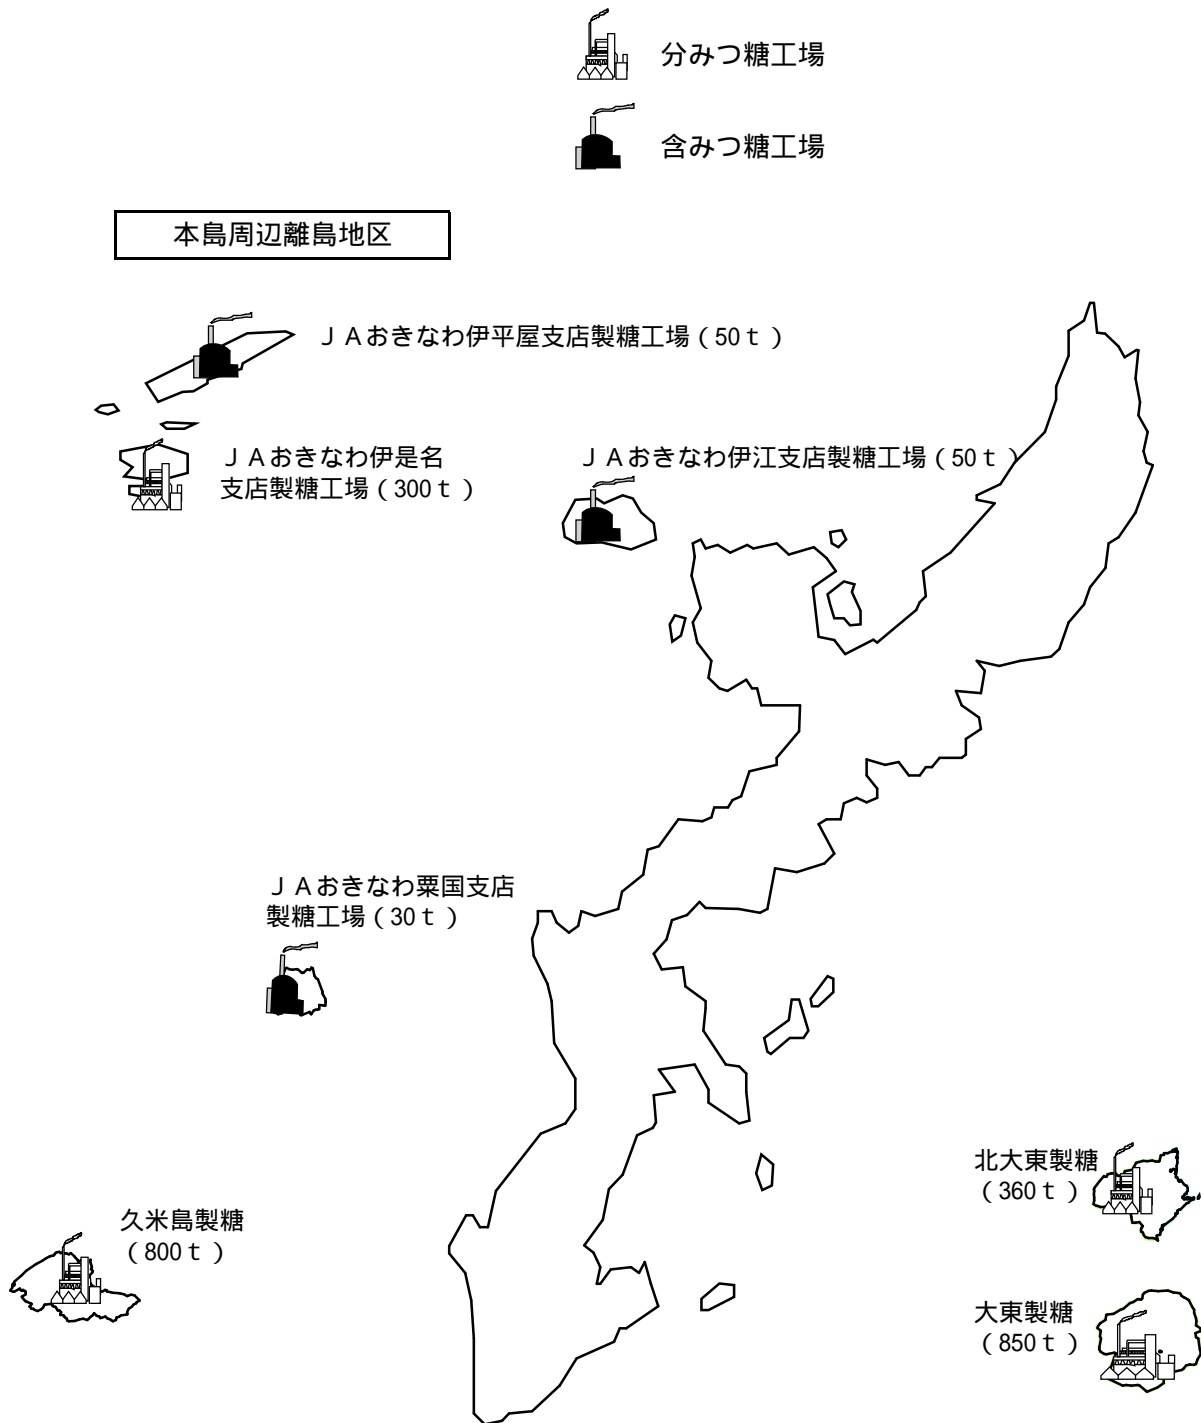 分みつ糖工場
含みつ糖工場
本島周辺離島地区
ＪＡおきなわ伊平屋支店製糖工場（50ｔ）
ＪＡおきなわ伊是名
支店製糖工場（300ｔ）
ＪＡおきなわ伊江支店製糖工場（50ｔ）
ＪＡおきなわ粟国支店
製糖工場（30ｔ）
北大東製糖
（360ｔ）
久米島製糖
（800ｔ）
大東製糖
（850ｔ）